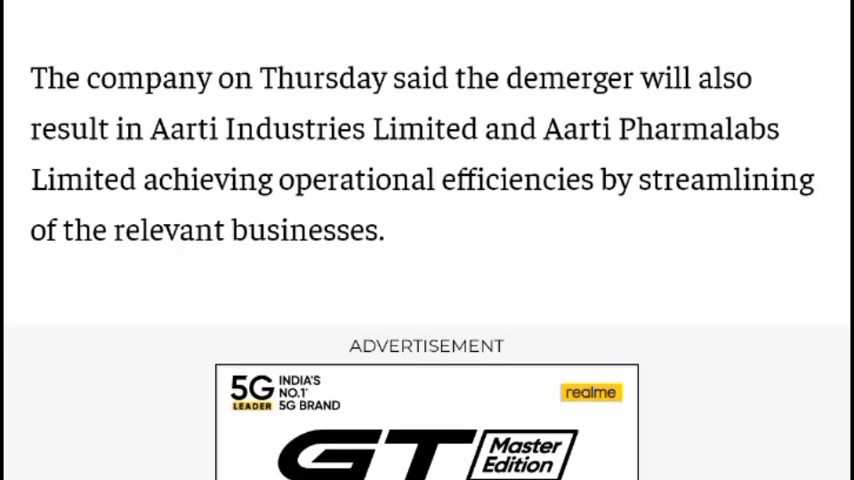 The company on Thursday said the demerger will also
result in Aarti Industries Limited and Aarti Pharmalabs
Limited achieving operational efficiencies by streamlining
of the relevant businesses.
ADVERTISEMENT
5G LEADER
INDIA'S
NO.1*
5G BRAND
realme
GT Master
Edition